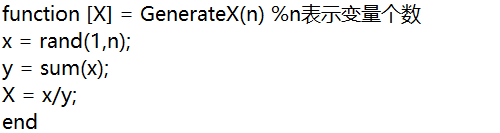 function [X] = GenerateX(n) %n表示变量个数
x = rand(1,n);
y = sum(x);
X = x/y;
end